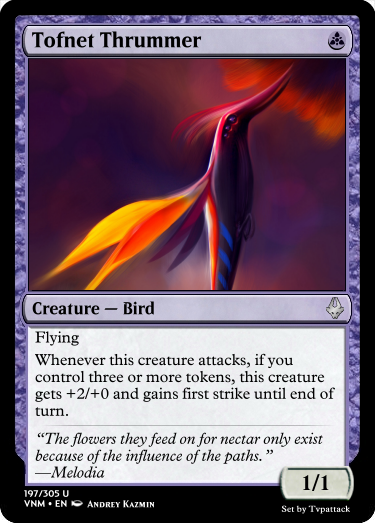 Tofnet Thrummer
Creature — Bird
Flying
Whenever this creature attacks, if you
control three or more tokens, this creature
gets +2/+0 and gains first strike until end of
turn.
“The flowers they feed on for nectar only exist
because of the influence of the paths.”
—Melodia
1/1
197/305 U
VNM • EN Andrey Kazmin
Set by Tvpattack